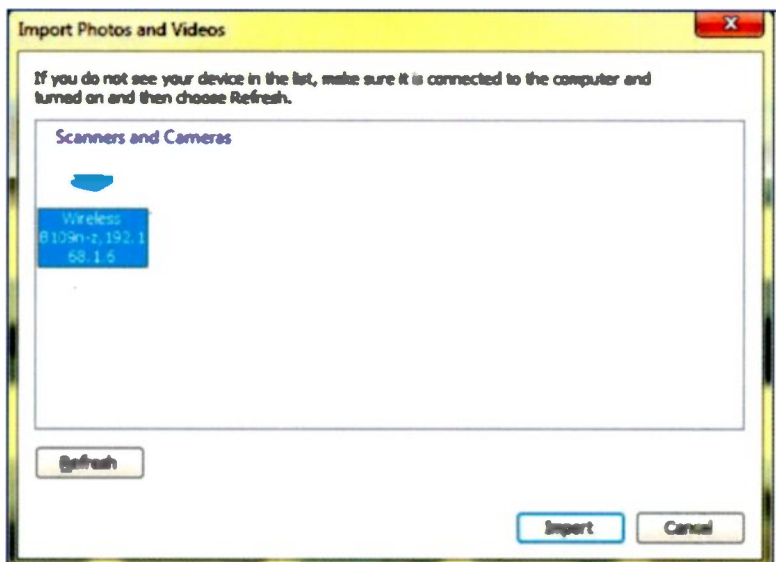 Import Photos and Videos
If you do not see your device in the list, make sure it is connected to the computer and
turned on and then choose Refresh.
Scanners and Cameras
Wireless
B109n-z,192.1
68.1.6
Refresh
Import
Cancel